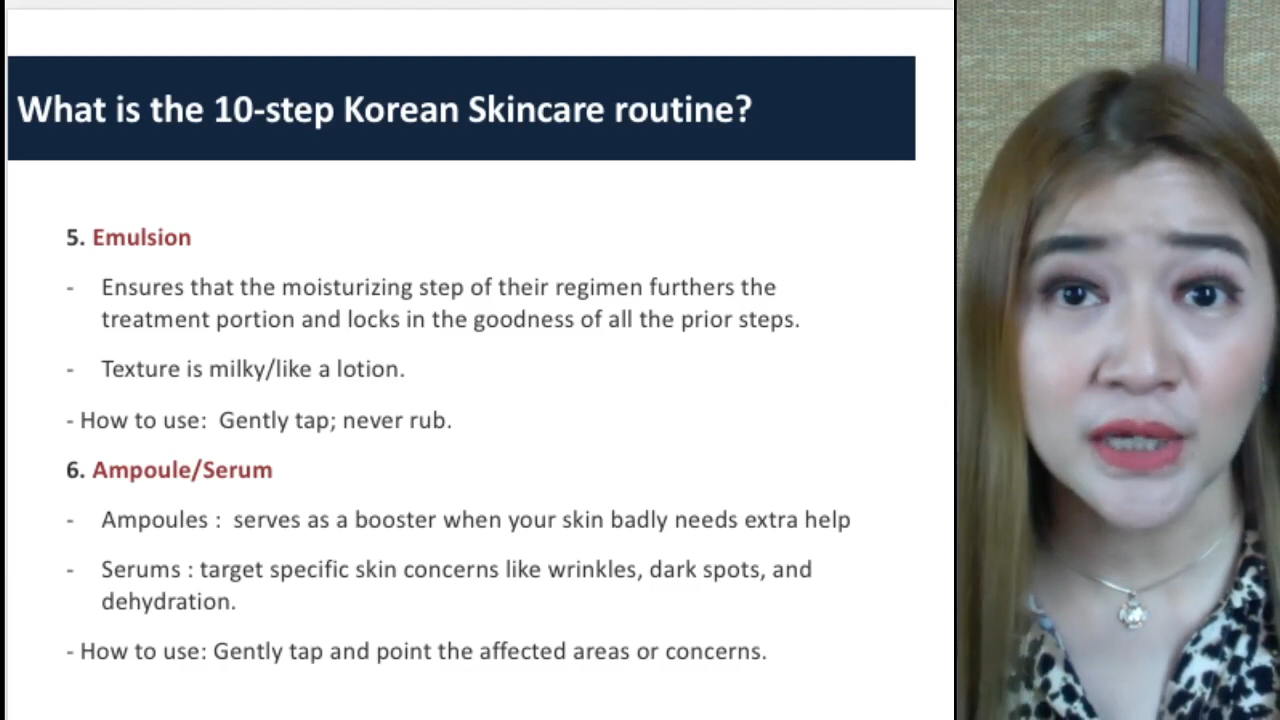 What is the 10-step Korean Skincare routine?
5. Emulsion
- Ensures that the moisturizing step of their regimen furthers the
treatment portion and locks in the goodness of all the prior steps.
- Texture is milky/like a lotion.
- How to use:  Gently tap; never rub.
6. Ampoule/Serum
- Ampoules :  serves as a booster when your skin badly needs extra help
- Serums : target specific skin concerns like wrinkles, dark spots, and
dehydration.
- How to use: Gently tap and point the affected areas or concerns.